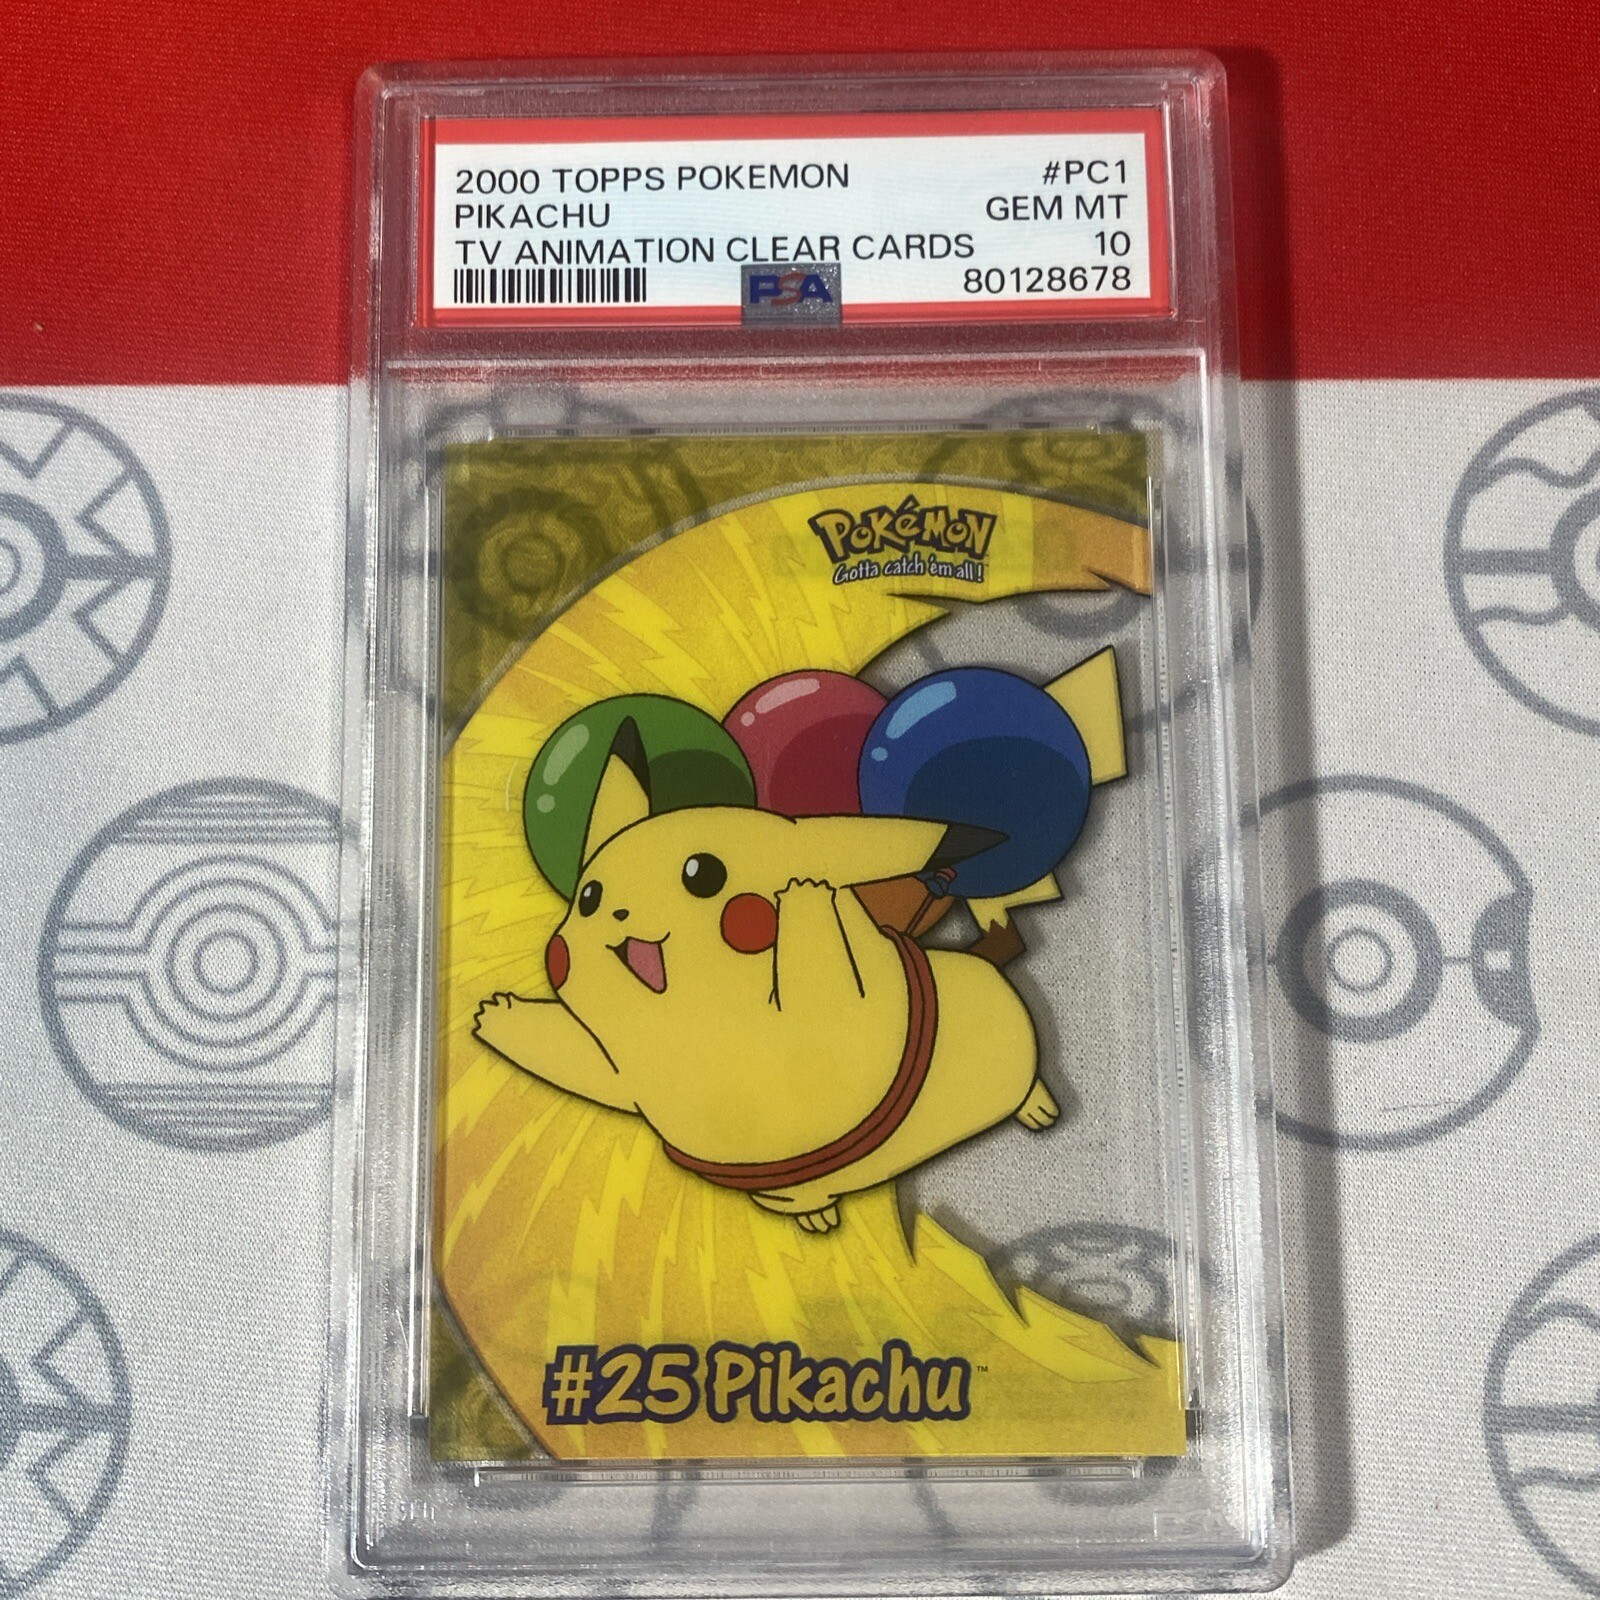 2000 TOPPS POKEMON #PC1
PIKACHU GEM MT
TV ANIMATION CLEAR CARDS 10
PSA 80128678
POKéMON
Gotta catch 'em all!
#25 Pikachu™
PSA